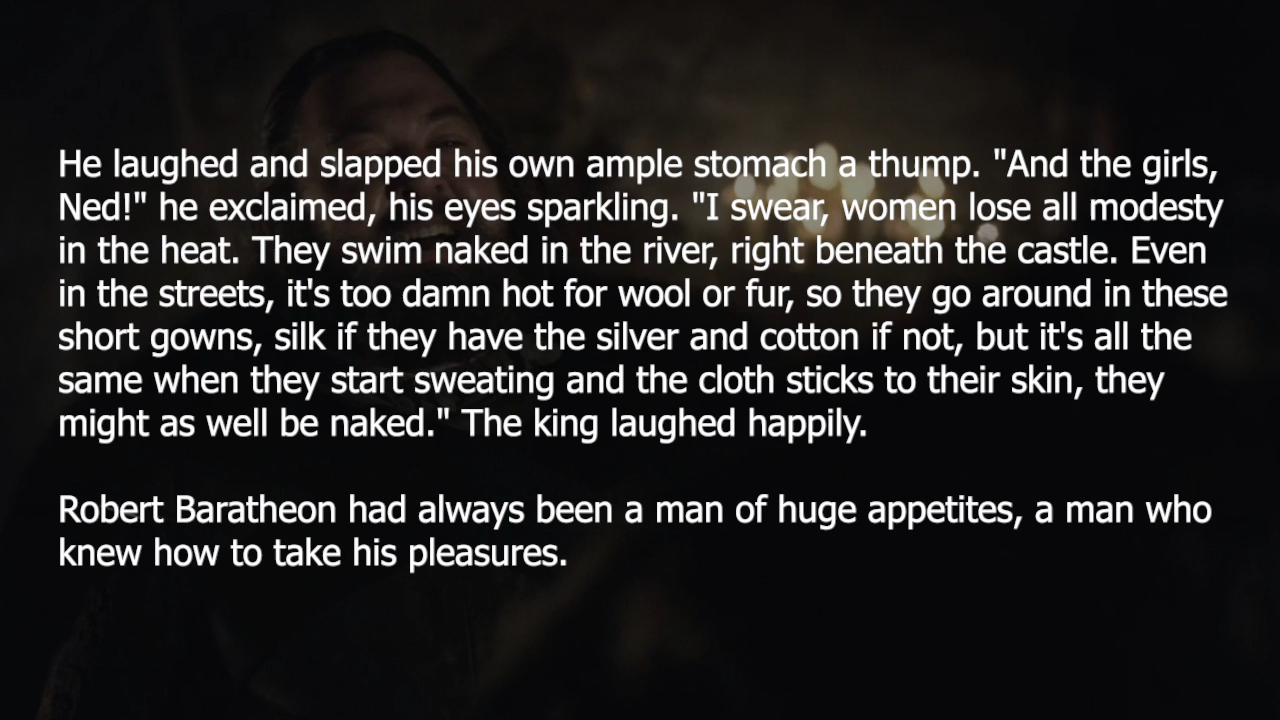 He laughed and slapped his own ample stomach a thump. "And the girls,
Ned!" he exclaimed, his eyes sparkling. "I swear, women lose all modesty
in the heat. They swim naked in the river, right beneath the castle. Even
in the streets, it's too damn hot for wool or fur, so they go around in these
short gowns, silk if they have the silver and cotton if not, but it's all the
same when they start sweating and the cloth sticks to their skin, they
might as well be naked." The king laughed happily.
Robert Baratheon had always been a man of huge appetites, a man who
knew how to take his pleasures.